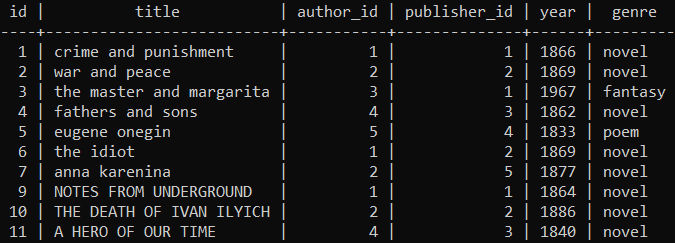 id | title | author_id | publisher_id | year | genre
----+---------------------------+-----------+--------------+------+---------
1 | crime and punishment | 1 | 1 | 1866 | novel
2 | war and peace | 2 | 2 | 1869 | novel
3 | the master and margarita | 3 | 1 | 1967 | fantasy
4 | fathers and sons | 4 | 3 | 1862 | novel
5 | eugene onegin | 5 | 4 | 1833 | poem
6 | the idiot | 1 | 2 | 1869 | novel
7 | anna karenina | 2 | 5 | 1877 | novel
9 | NOTES FROM UNDERGROUND | 1 | 1 | 1864 | novel
10 | THE DEATH OF IVAN ILYICH | 2 | 2 | 1886 | novel
11 | A HERO OF OUR TIME | 4 | 3 | 1840 | novel